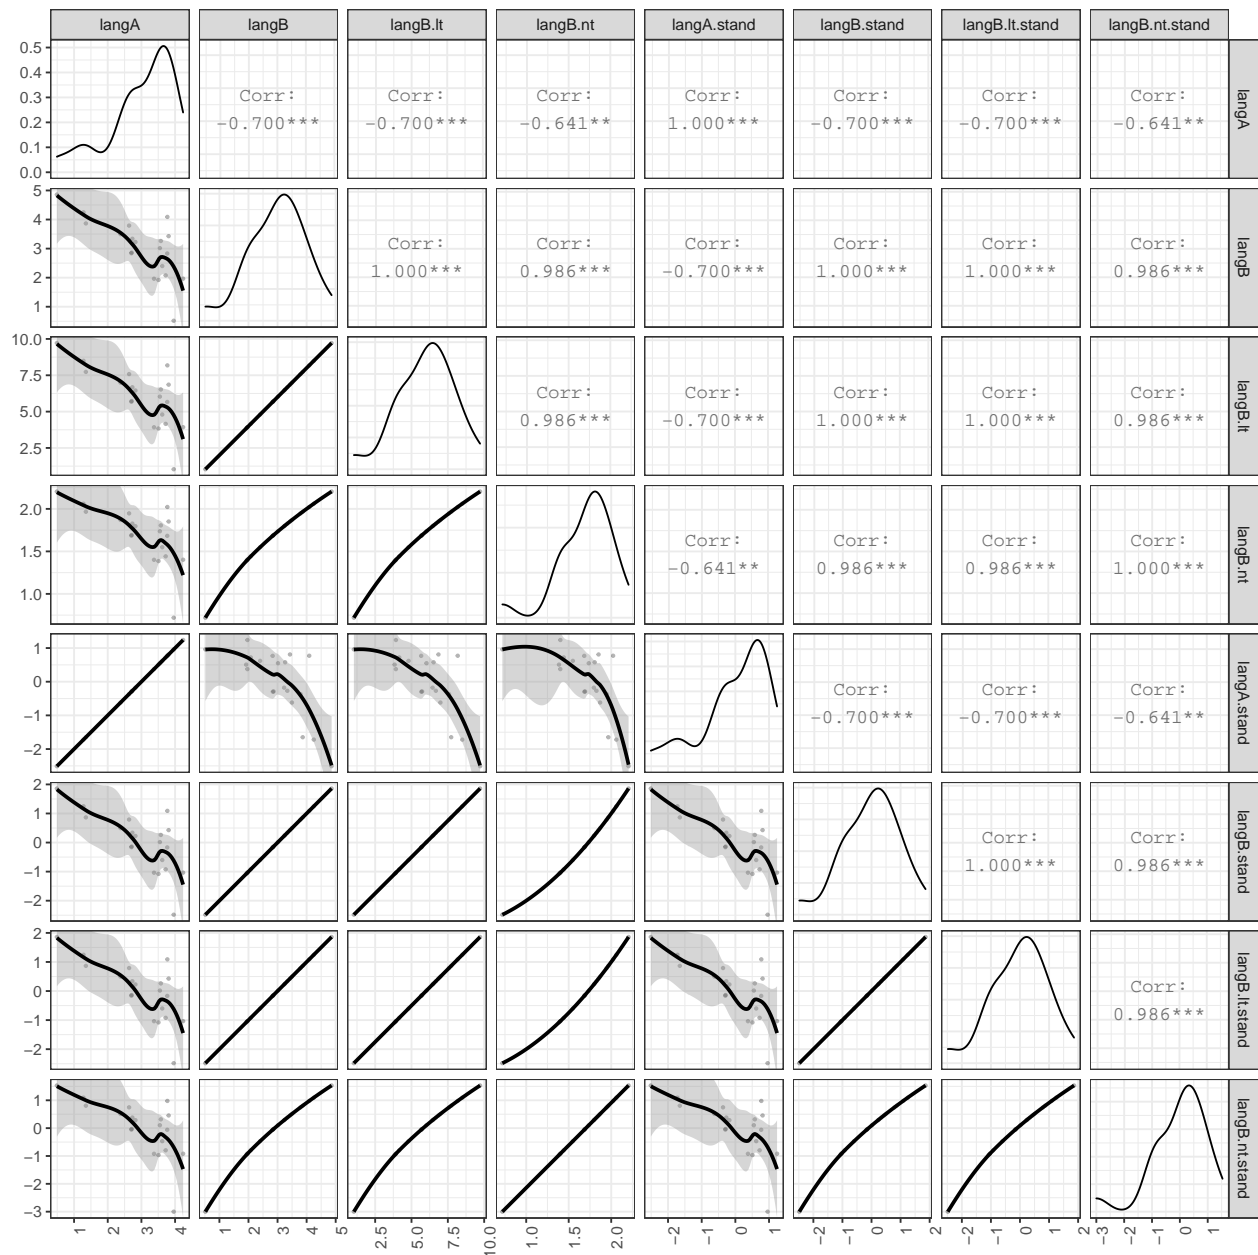 langA langB langB.lt langB.nt langA.stand langB.stand langB.lt.stand langB.nt.stand
0.5
0.4
0.3
0.2
0.1
0.0
Corr: Corr: Corr: Corr: Corr: Corr: Corr:
-0.700*** -0.700*** -0.641** 1.000*** -0.700*** -0.700*** -0.641**
langA
5
4
3
2
1
Corr: Corr: Corr: Corr: Corr: Corr:
1.000*** 0.986*** -0.700*** 1.000*** 1.000*** 0.986***
langB
10.0
7.5
5.0
2.5
Corr: Corr: Corr: Corr: Corr:
0.986*** -0.700*** 1.000*** 1.000*** 0.986***
langB.lt
2.0
1.5
1.0
Corr: Corr: Corr: Corr:
-0.641** 0.986*** 0.986*** 1.000***
langB.nt
1
0
−1
−2
Corr: Corr: Corr:
-0.700*** -0.700*** -0.641**
langA.stand
2
1
0
−1
−2
Corr: Corr:
1.000*** 0.986***
langB.stand
2
1
0
−1
−2
Corr:
0.986***
langB.lt.stand
1
0
−1
−2
−3
langB.nt.stand
1 2 3 4 1 2 3 4 5 2.5 5.0 7.5 10.0 1.0 1.5 2.0 −2 −1 0 1 −2 −1 0 1 2 −2 −1 0 1 2 −3 −2 −1 0 1